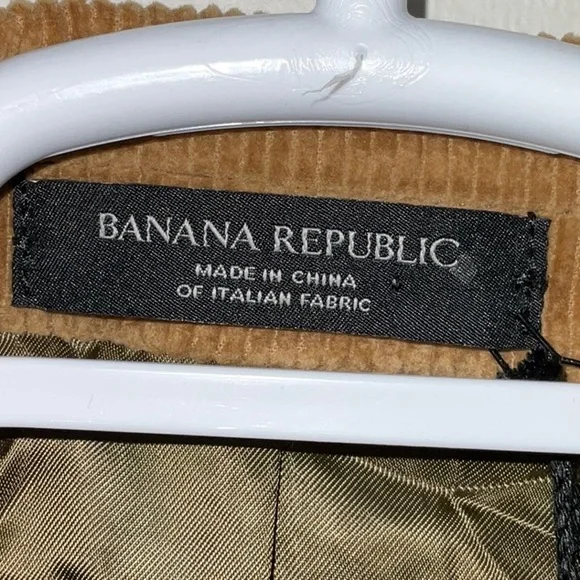 BANANA REPUBLIC
MADE IN CHINA
OF ITALIAN FABRIC